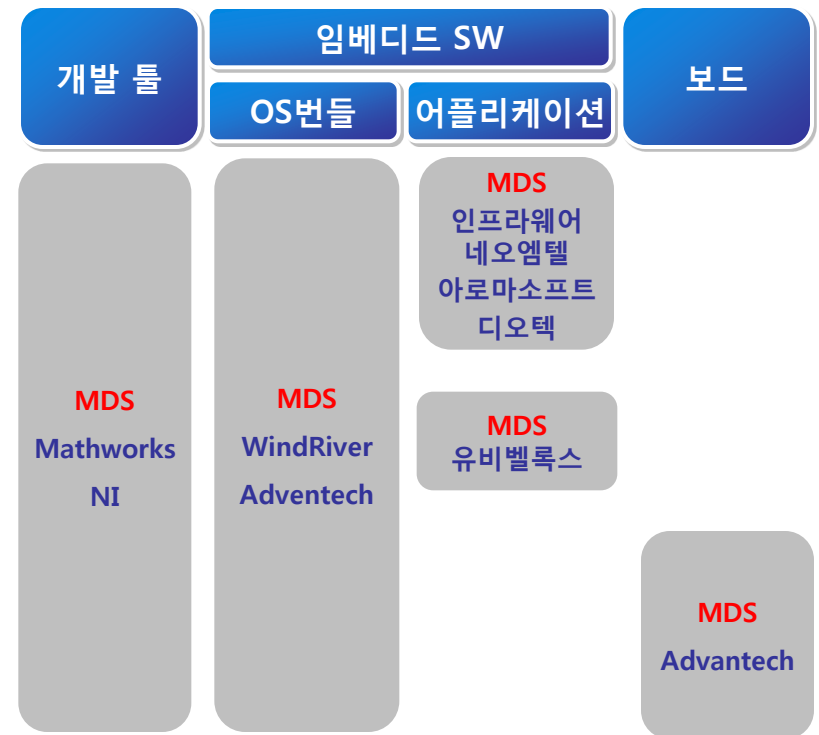 개발 툴
임베디드 SW
OS번들
어플리케이션
보드
MDS
Mathworks
NI
MDS
WindRiver
Adventech
MDS
인프라웨어
네오엠텔
아로마소프트
디오텍
MDS
유비벨록스
MDS
Advantech